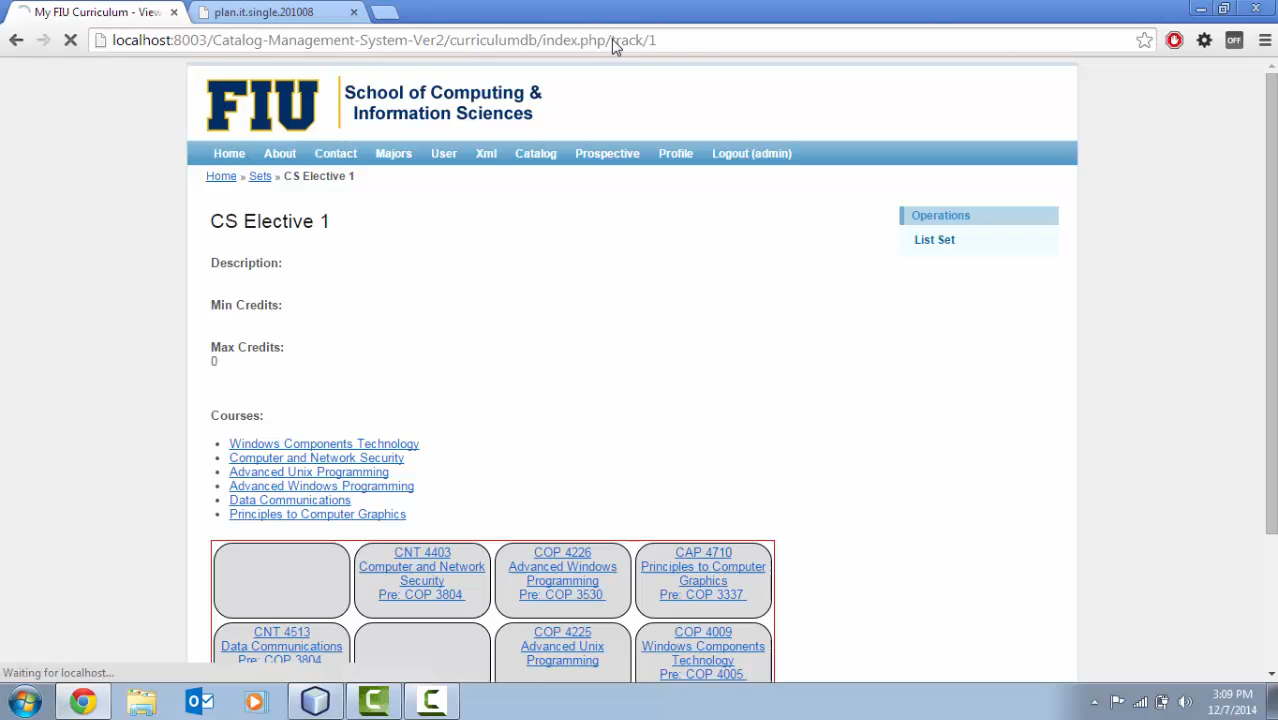 My FIU Curriculum - View
plan.it.single.201008
localhost:8003/Catalog-Management-System-Ver2/curriculumdb/index.php/track/1
OFF
FIU
School of Computing &
Information Sciences
Home About Contact Majors User Xml Catalog Prospective Profile Logout (admin)
Home » Sets » CS Elective 1
CS Elective 1
Operations
List Set
Description:
Min Credits:
Max Credits:
0
Courses:
Windows Components Technology
Computer and Network Security
Advanced Unix Programming
Advanced Windows Programming
Data Communications
Principles to Computer Graphics
CNT 4403
Computer and Network
Security
Pre: COP 3804
COP 4226
Advanced Windows
Programming
Pre: COP 3530
CAP 4710
Principles to Computer
Graphics
Pre: COP 3337
CNT 4513
Data Communications
Pre: COP 3804
COP 4225
Advanced Unix
Programming
COP 4009
Windows Components
Technology
Pre: COP 4005
Waiting for localhost...
3:09 PM
12/7/2014